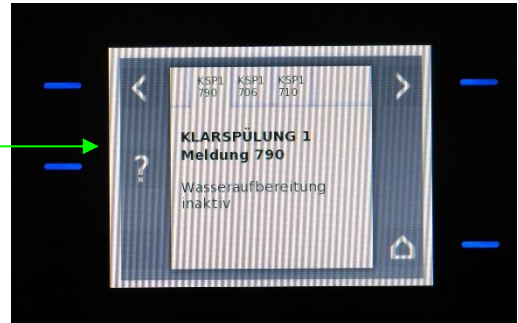 KSP1 KSP1 KSP1
790 706 710
KLARSPÜLUNG 1
Meldung 790
?
Wasseraufbereitung
inaktiv